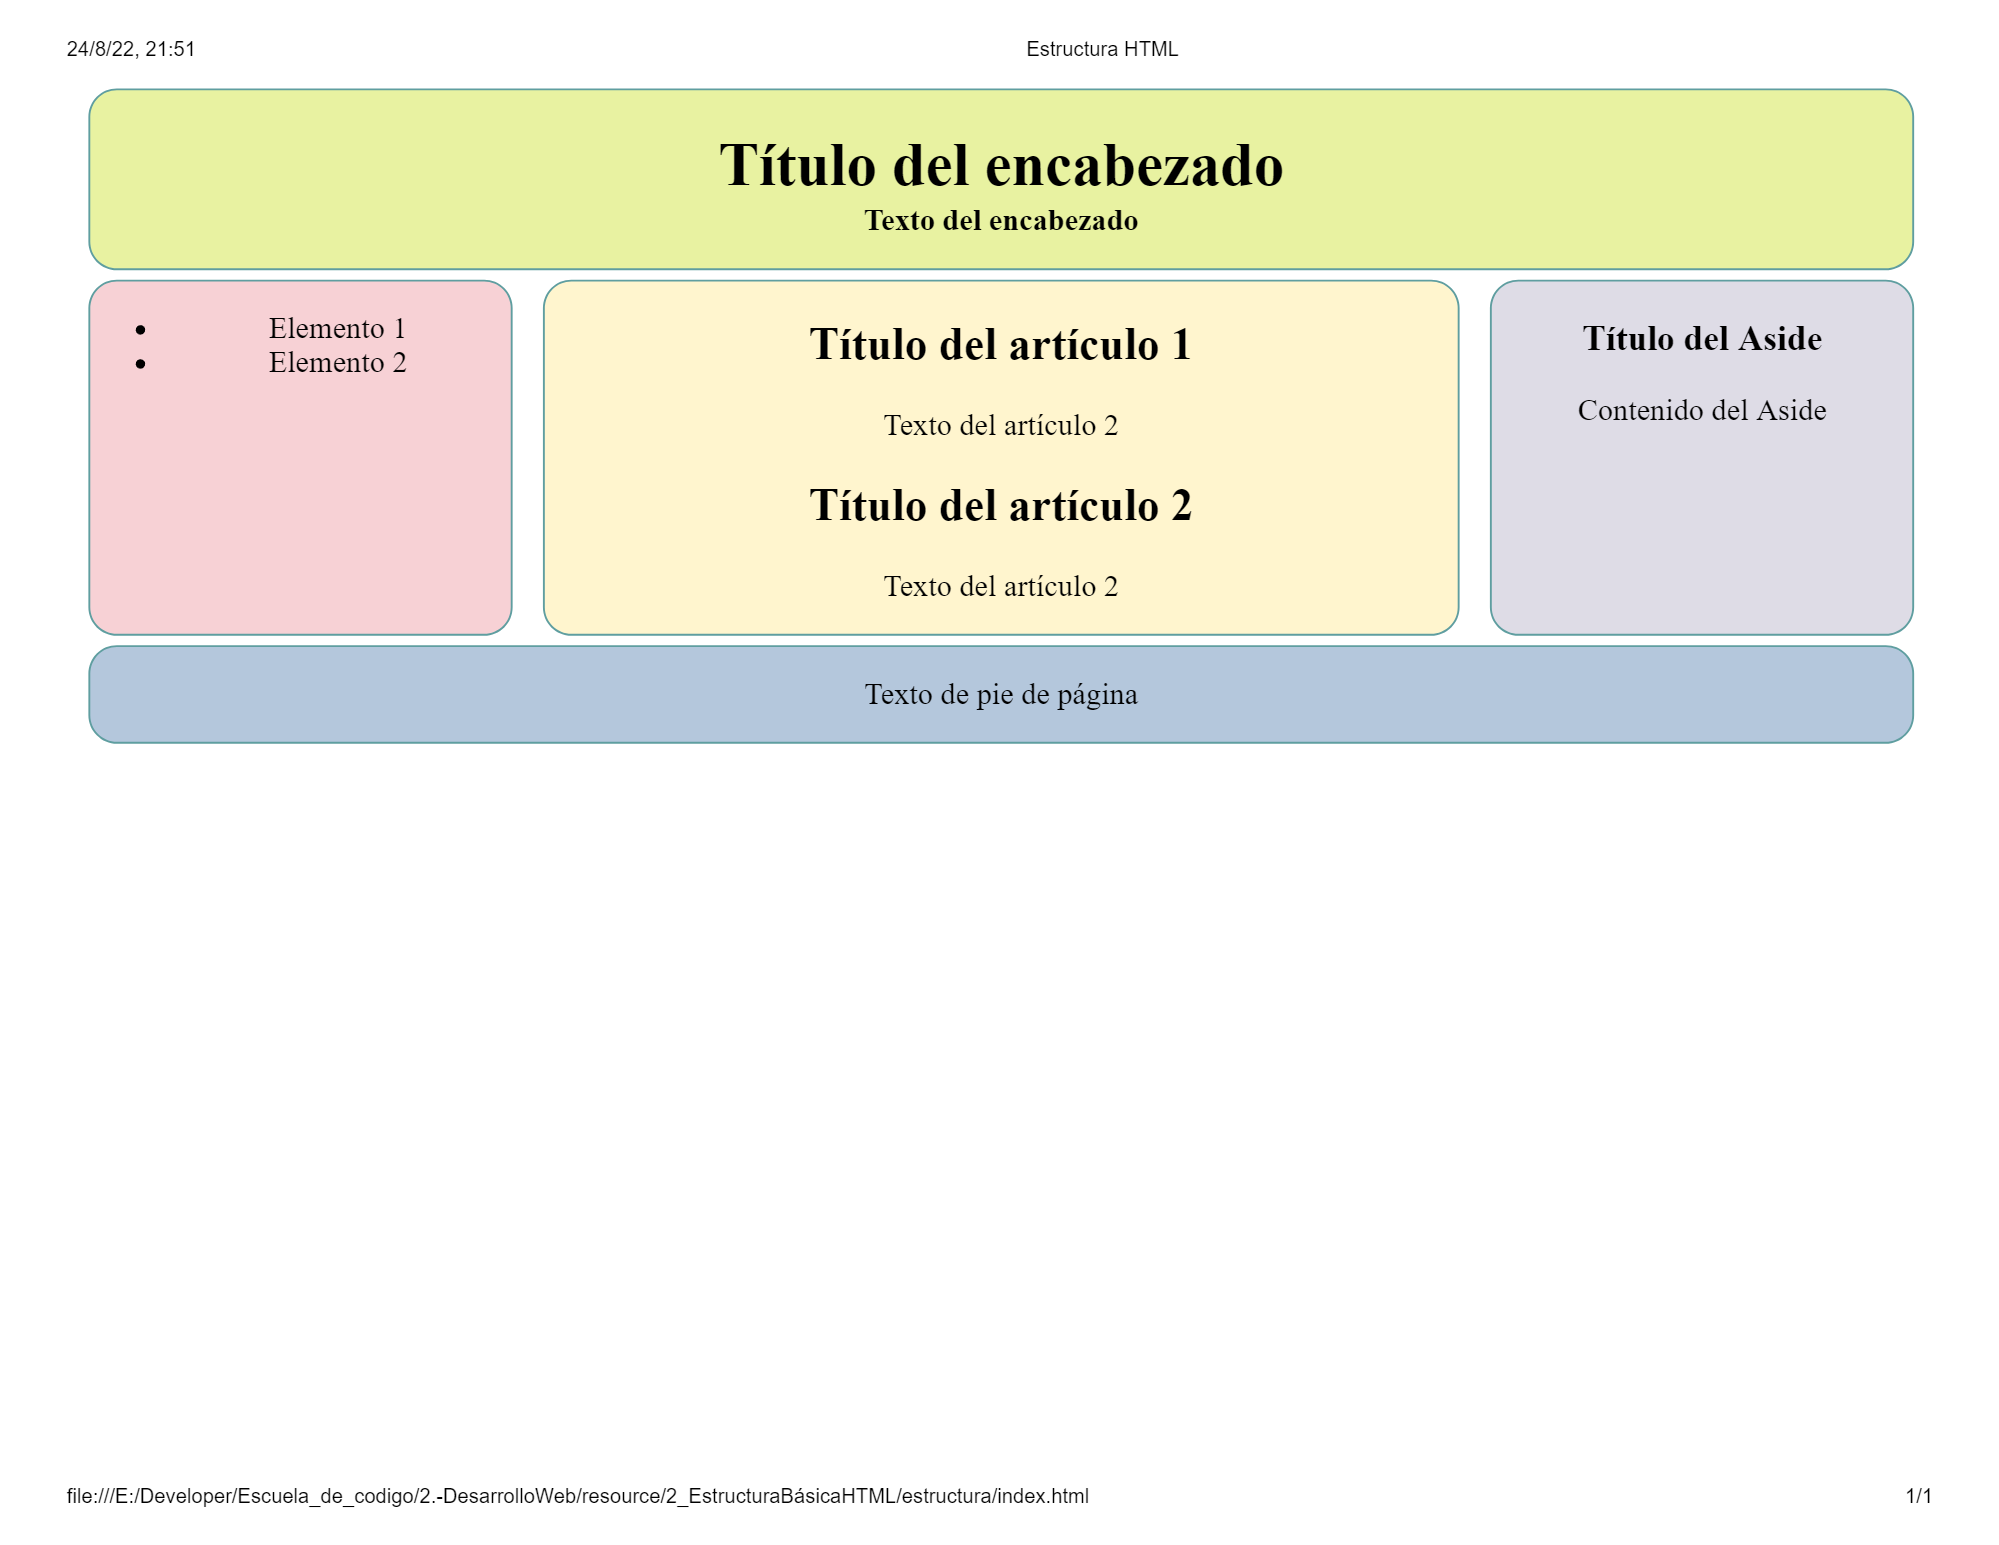 24/8/22, 21:51
Estructura HTML
Título del encabezado
Texto del encabezado
Elemento 1
Elemento 2
Título del artículo 1
Texto del artículo 2
Título del artículo 2
Texto del artículo 2
Título del Aside
Contenido del Aside
Texto de pie de página
file:///E:/Developer/Escuela_de_codigo/2.-DesarrolloWeb/resource/2_EstructuraBásicaHTML/estructura/index.html
1/1